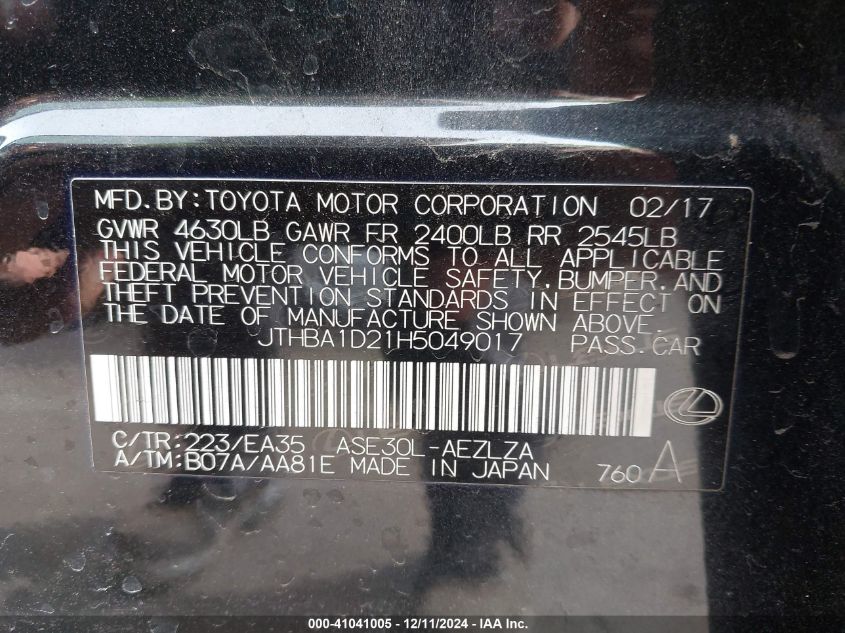 MFD.BY:TOYOTA MOTOR CORPORATION 02/17
GVWR 4630LB GAWR FR 2400LB RR 2545LB
THIS VEHICLE CONFORMS TO ALL APPLICABLE
FEDERAL MOTOR VEHICLE SAFETY,BUMPER,AND
THEFT PREVENTION STANDARDS IN EFFECT ON
THE DATE OF MANUFACTURE SHOWN ABOVE.
JTHBA1D21H5049017 PASS.CAR
C/TR:223/EA35 ASE30L-AEZLZA
A/TM:B07A/AA81E MADE IN JAPAN 760A
000-41041005 - 12/11/2024 - IAA Inc.